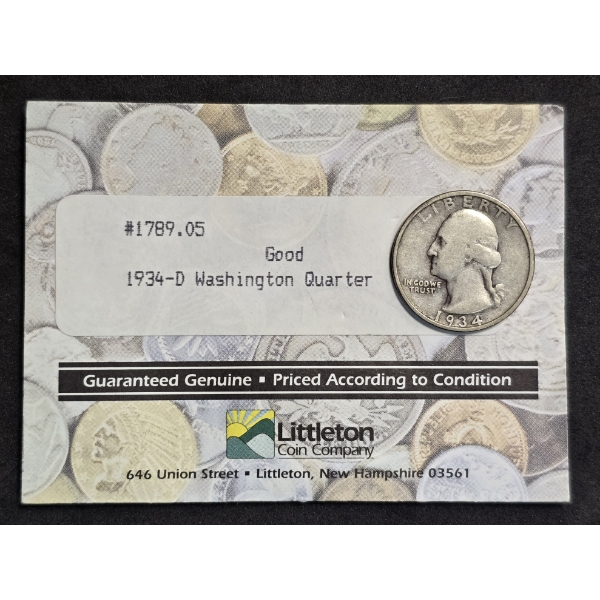 #1789.05
Good
1934-D Washington Quarter
LIBERTY
IN GOD WE
TRUST
1934
Guaranteed Genuine ▪ Priced According to Condition
Littleton
Coin Company
646 Union Street ▪ Littleton, New Hampshire 03561